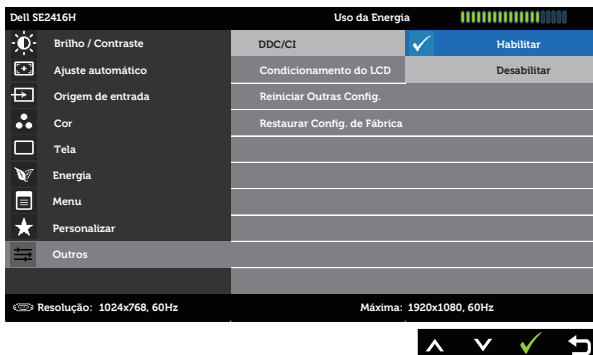 Dell SE2416H Uso da Energia
Brilho / Contraste DDC/CI Habilitar
Ajuste automático Condicionamento do LCD Desabilitar
Origem de entrada Reiniciar Outras Config.
Cor Restaurar Config. de Fábrica
Tela
Energia
Menu
Personalizar
Outros
Resolução: 1024x768, 60Hz Máxima: 1920x1080, 60Hz